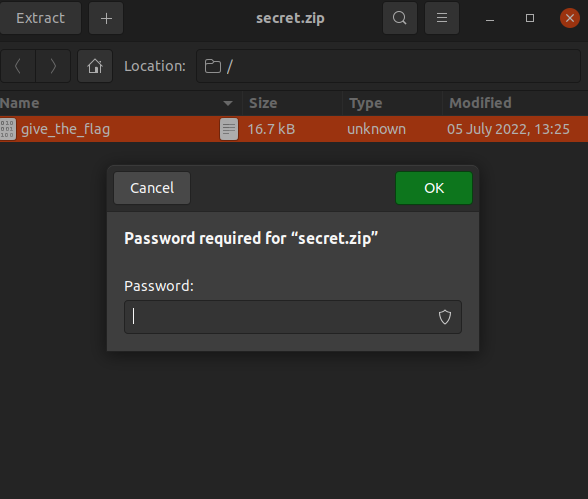 Extract
secret.zip
Location:
/
Name Size Type Modified
give_the_flag 16.7 kB unknown 05 July 2022, 13:25
Cancel OK
Password required for “secret.zip”
Password: